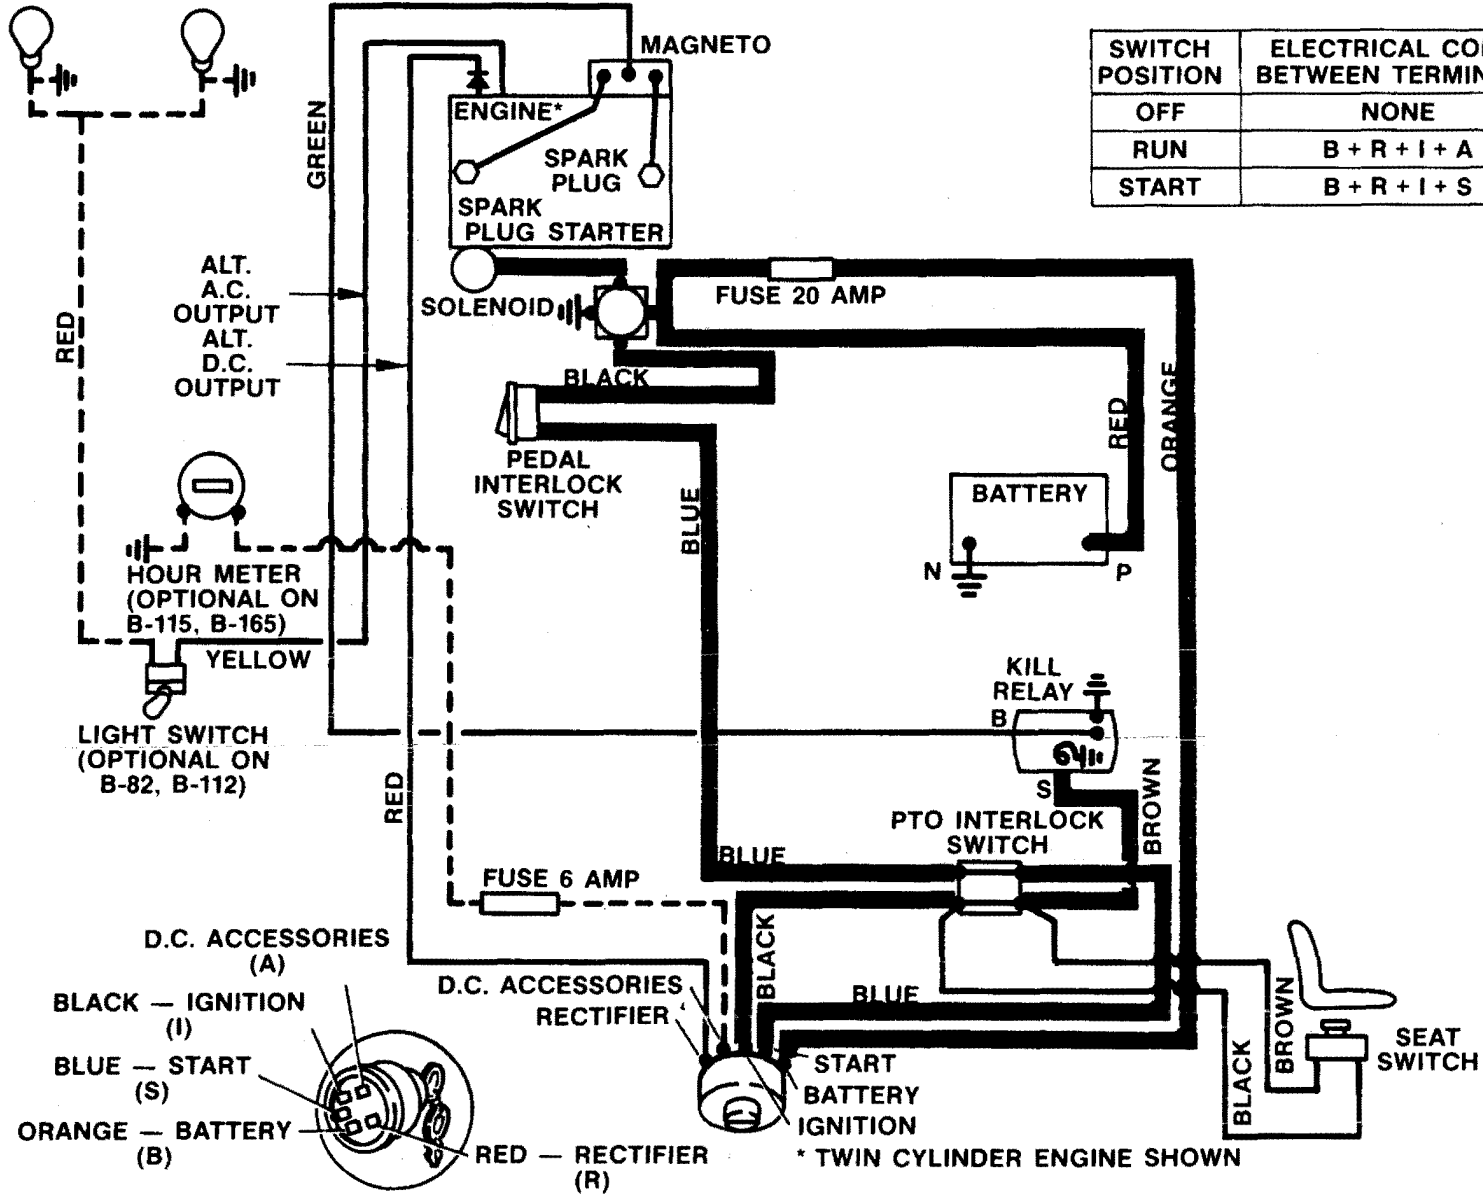 MAGNETO
SWITCH
POSITION
ELECTRICAL
BETWEEN
OFF
NONE
RUN
B + R + I + A
START
B + R + I + S
ENGINE*
SPARK
PLUG
SPARK
PLUG STARTER
GREEN
ALT.
A.C.
OUTPUT
ALT.
D.C.
OUTPUT
RED
SOLENOID
FUSE 20 AMP
BLACK
PEDAL
INTERLOCK
SWITCH
BLUE
RED
ORANGE
BATTERY
N
P
HOUR METER
(OPTIONAL ON
B-115, B-165)
YELLOW
LIGHT SWITCH
(OPTIONAL ON
B-82, B-112)
RED
KILL
RELAY
B
S
BROWN
PTO INTERLOCK
SWITCH
BLUE
FUSE 6 AMP
BLACK
BLUE
D.C. ACCESSORIES
RECTIFIER
START
BATTERY
IGNITION
BROWN
BLACK
SEAT
SWITCH
D.C. ACCESSORIES
(A)
BLACK — IGNITION
(I)
BLUE — START
(S)
ORANGE — BATTERY
(B)
RED — RECTIFIER
(R)
* TWIN CYLINDER ENGINE SHOWN